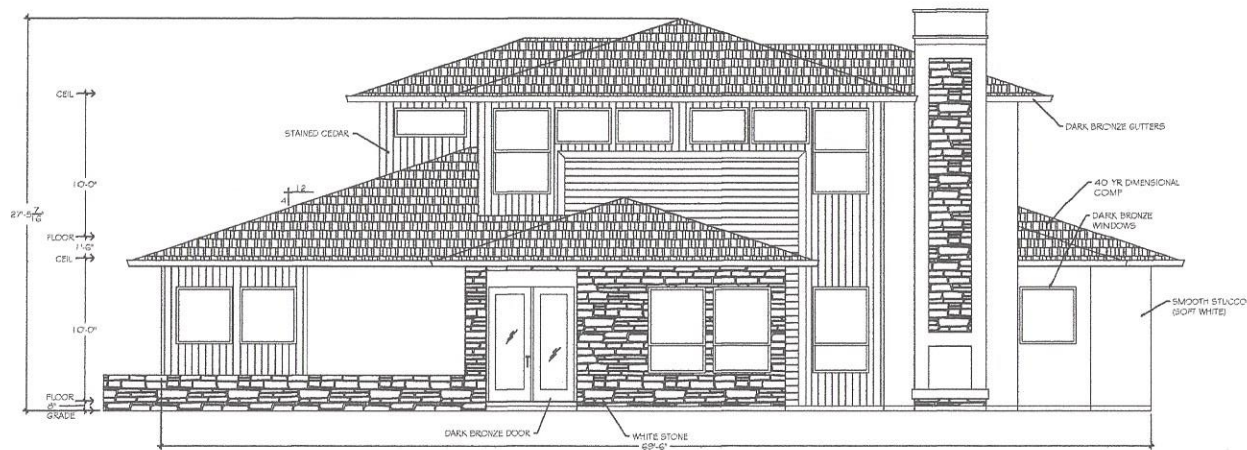 CEIL
STAINED CEDAR
DARK BRONZE GUTTERS
12
4
10'-0"
40 YR DIMENSIONAL
COMP
DARK BRONZE
WINDOWS
27'-5 7/16"
FLOOR
1'-6"
CEIL
SMOOTH STUCCO
(SOFT WHITE)
10'-0"
FLOOR
6"
GRADE
DARK BRONZE DOOR
WHITE STONE
69'-6"